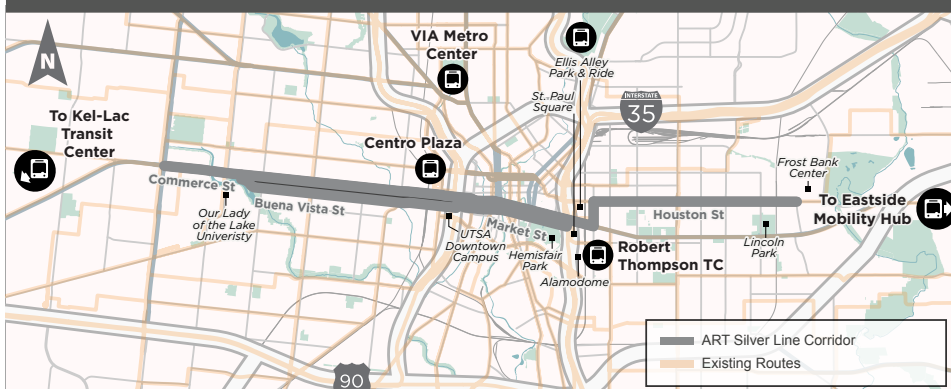 N
VIA Metro
Center
Ellis Alley
Park & Ride
St. Paul
Square
INTERSTATE
35
To Kel-Lac
Transit
Center
Centro Plaza
Frost Bank
Center
Commerce St
Buena Vista St
Our Lady
of the Lake
Univeristy
UTSA
Downtown
Campus
Market St
Hemisfair
Park
Houston St
To Eastside
Mobility Hub
Lincoln
Park
Robert
Thompson TC
Alamodome
ART Silver Line Corridor
Existing Routes
90